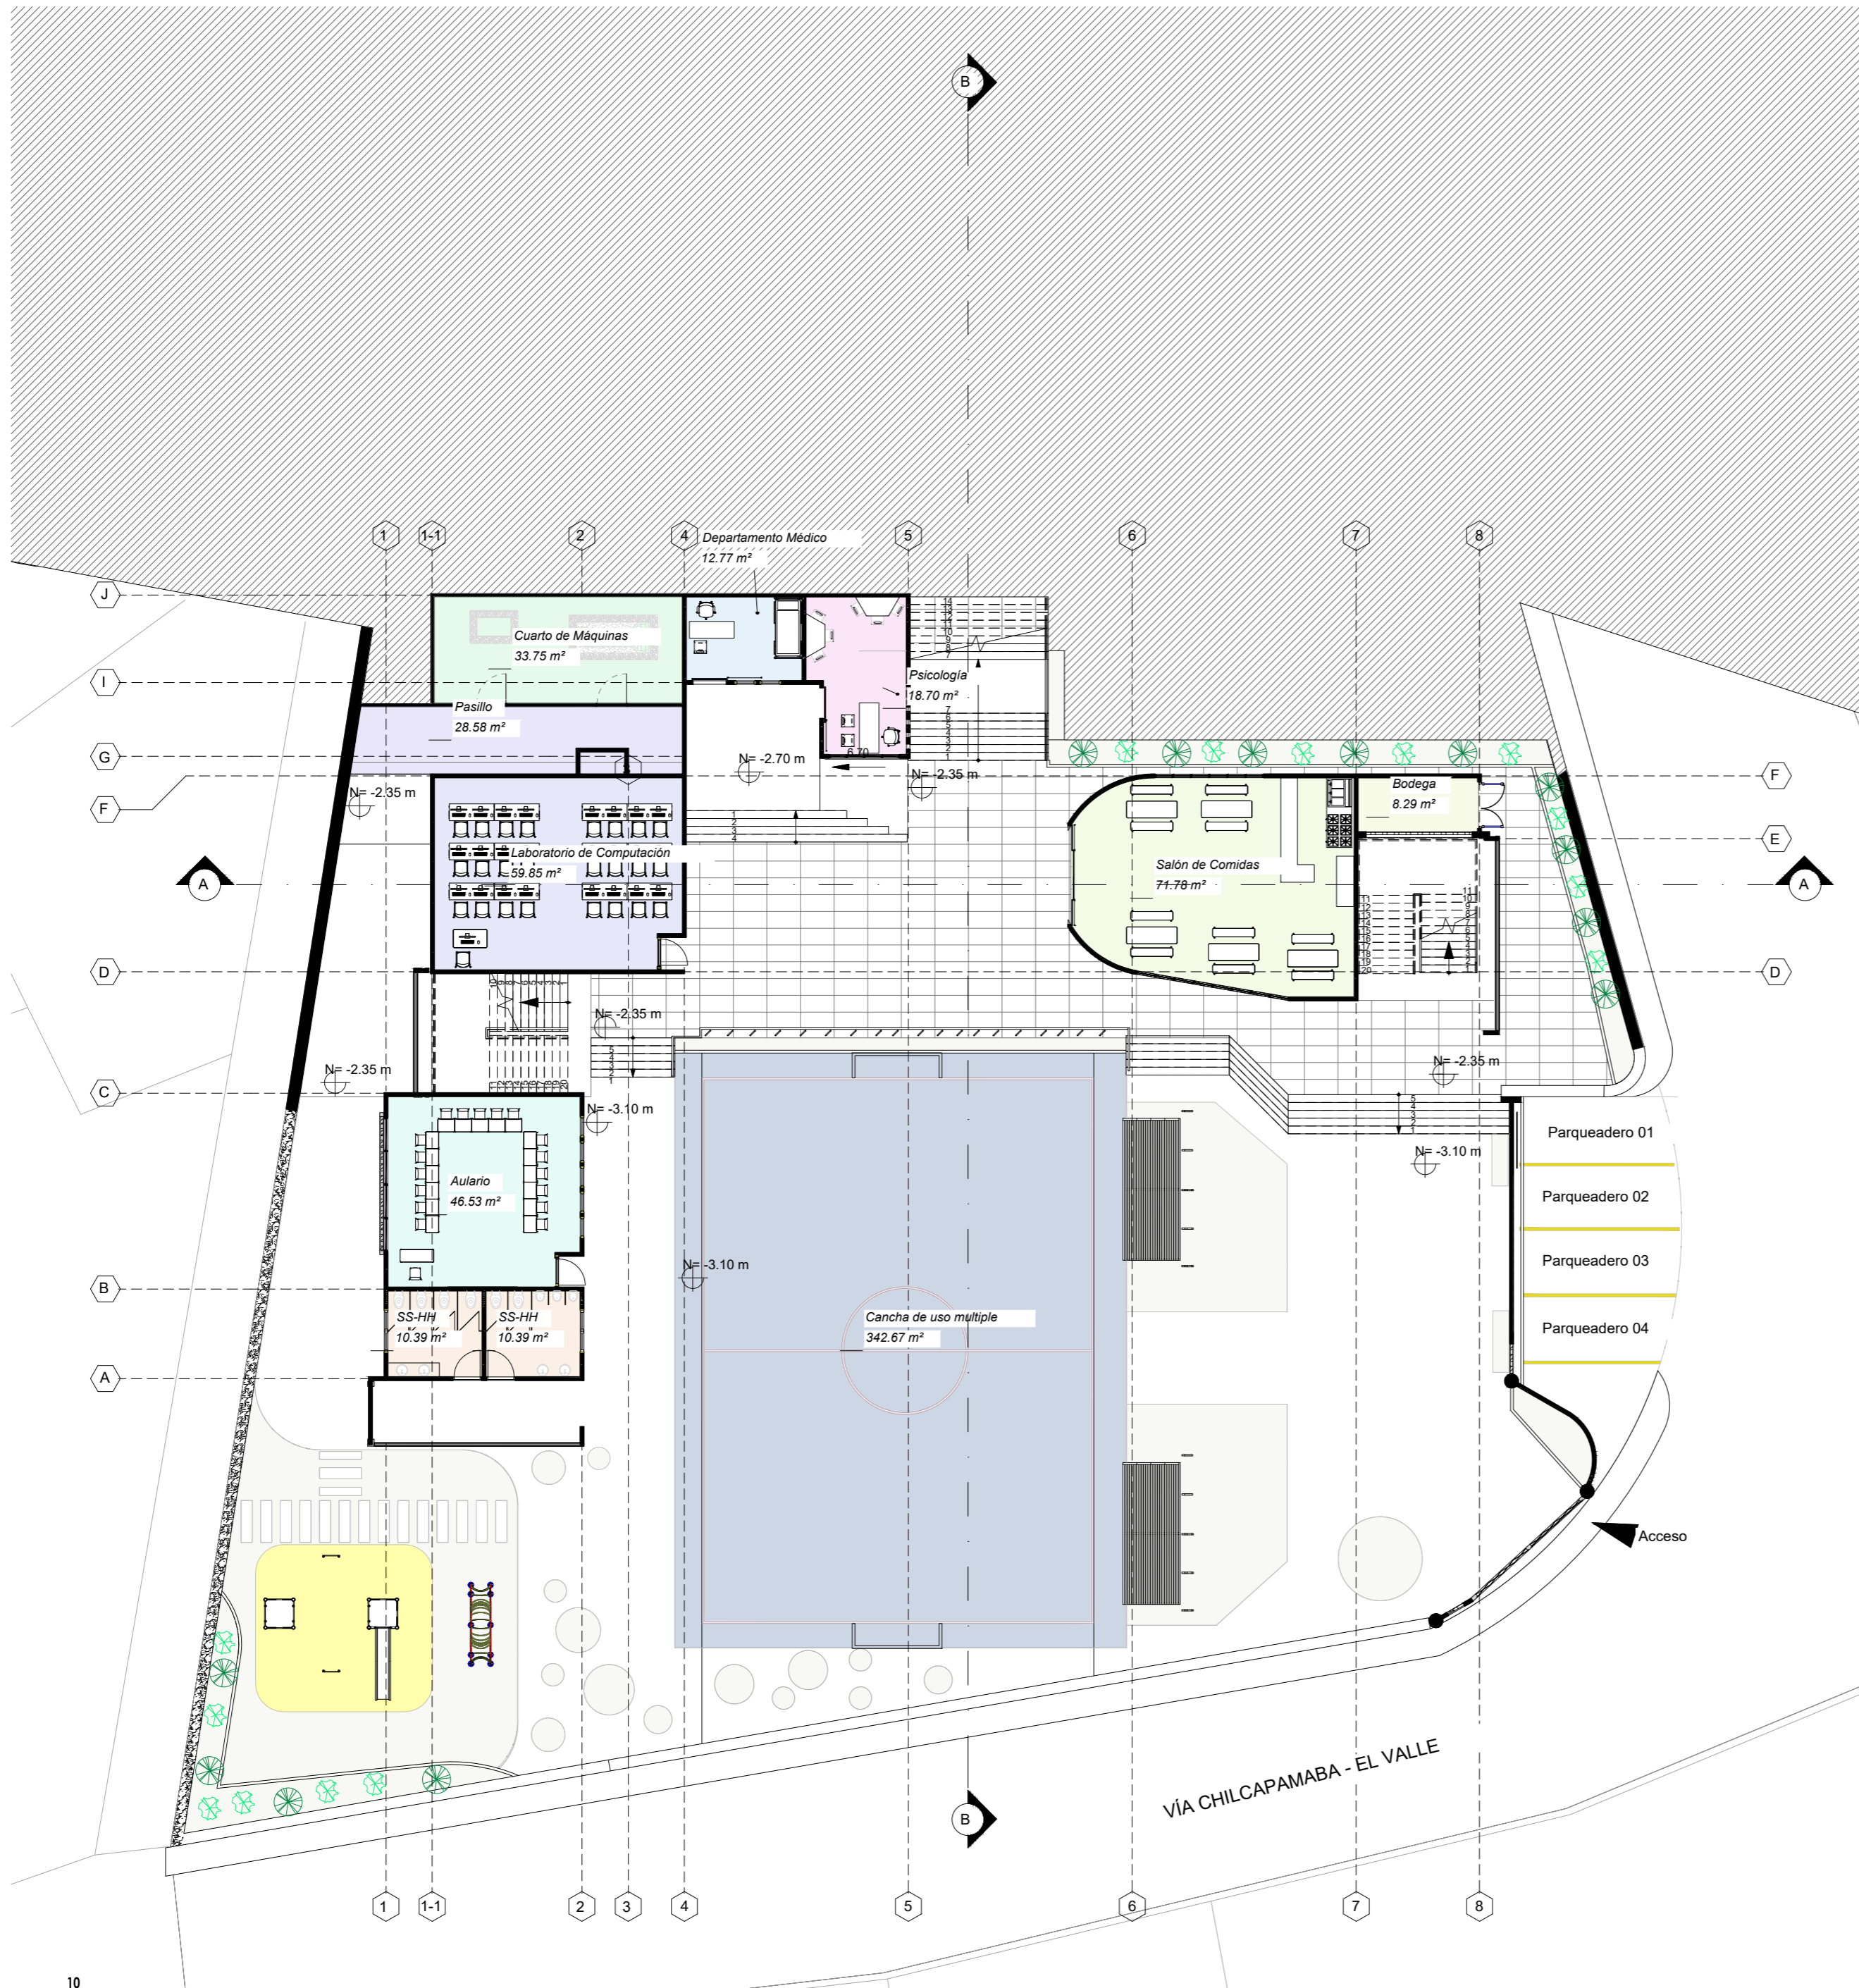 B
1
1-1
2
4
5
6
7
8
Departamento Médico
12.77 m²
J
Cuarto de Máquinas
33.75 m²
I
Psicología
18.70 m²
Pasillo
28.58 m²
G
N= -2.70 m
6.70
N= -2.35 m
F
F
Bodega
8.29 m²
N= -2.35 m
F
E
Laboratorio de Computación
59.85 m²
Salón de Comidas
71.78 m²
A
A
D
D
N= -2.35 m
N= -2.35 m
N= -2.35 m
C
N= -3.10 m
Parqueadero 01
N= -3.10 m
Aulario
46.53 m²
Parqueadero 02
Parqueadero 03
N= -3.10 m
B
SS-HH
10.39 m²
SS-HH
10.39 m²
Cancha de uso multiple
342.67 m²
Parqueadero 04
A
Acceso
VÍA CHILCAPAMABA - EL VALLE
B
1
1-1
2
3
4
5
6
7
8
10